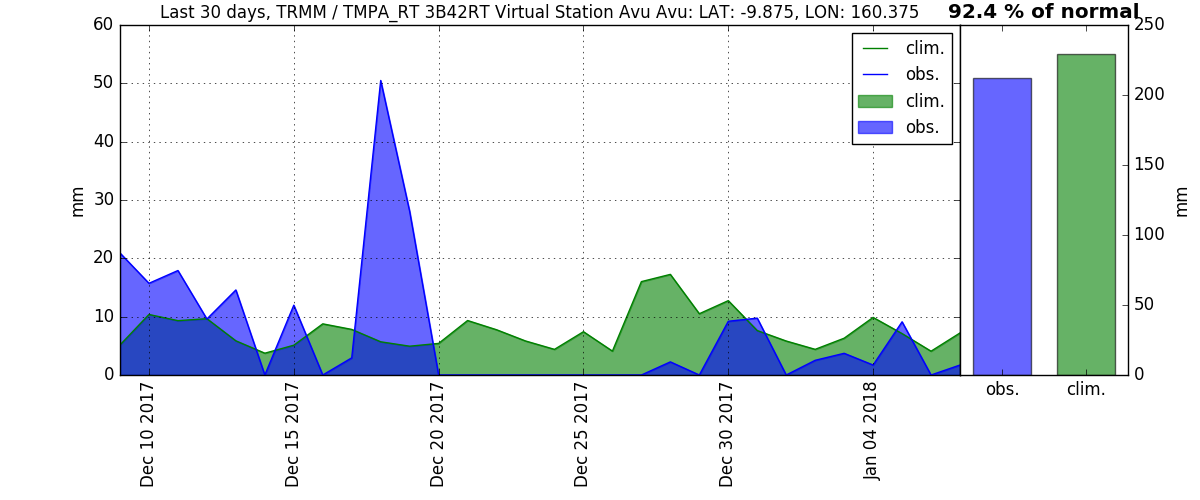 Last 30 days, TRMM / TMPA_RT 3B42RT Virtual Station Avu Avu: LAT: -9.875, LON: 160.375
92.4 % of normal
60
50
40
30
20
10
0
mm
clim.
obs.
clim.
obs.
Dec 10 2017
Dec 15 2017
Dec 20 2017
Dec 25 2017
Dec 30 2017
Jan 04 2018
250
200
150
100
50
0
mm
obs.
clim.